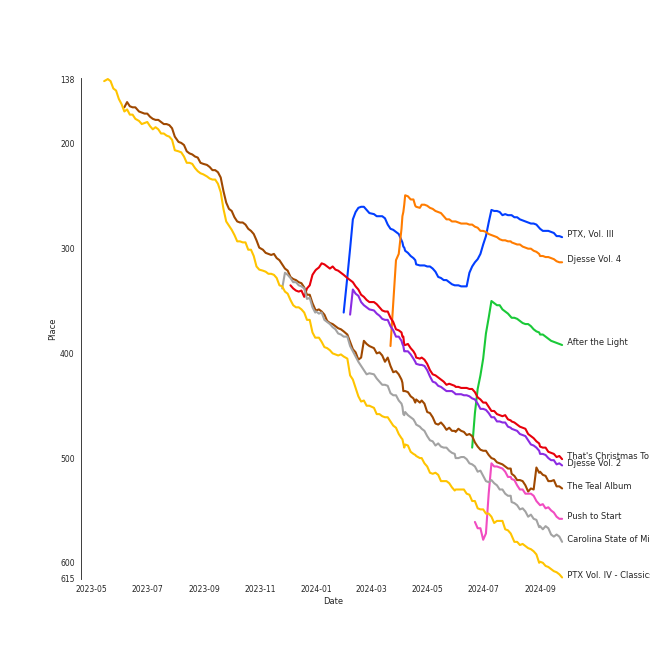 138
200
300
400
500
600
615
Place
2023-05
2023-07
2023-09
2023-11
2024-01
2024-03
2024-05
2024-07
2024-09
Date
PTX, Vol. III
Djesse Vol. 4
After the Light
That's Christmas To
Djesse Vol. 2
The Teal Album
Push to Start
Carolina State of Mi
PTX Vol. IV - Classic